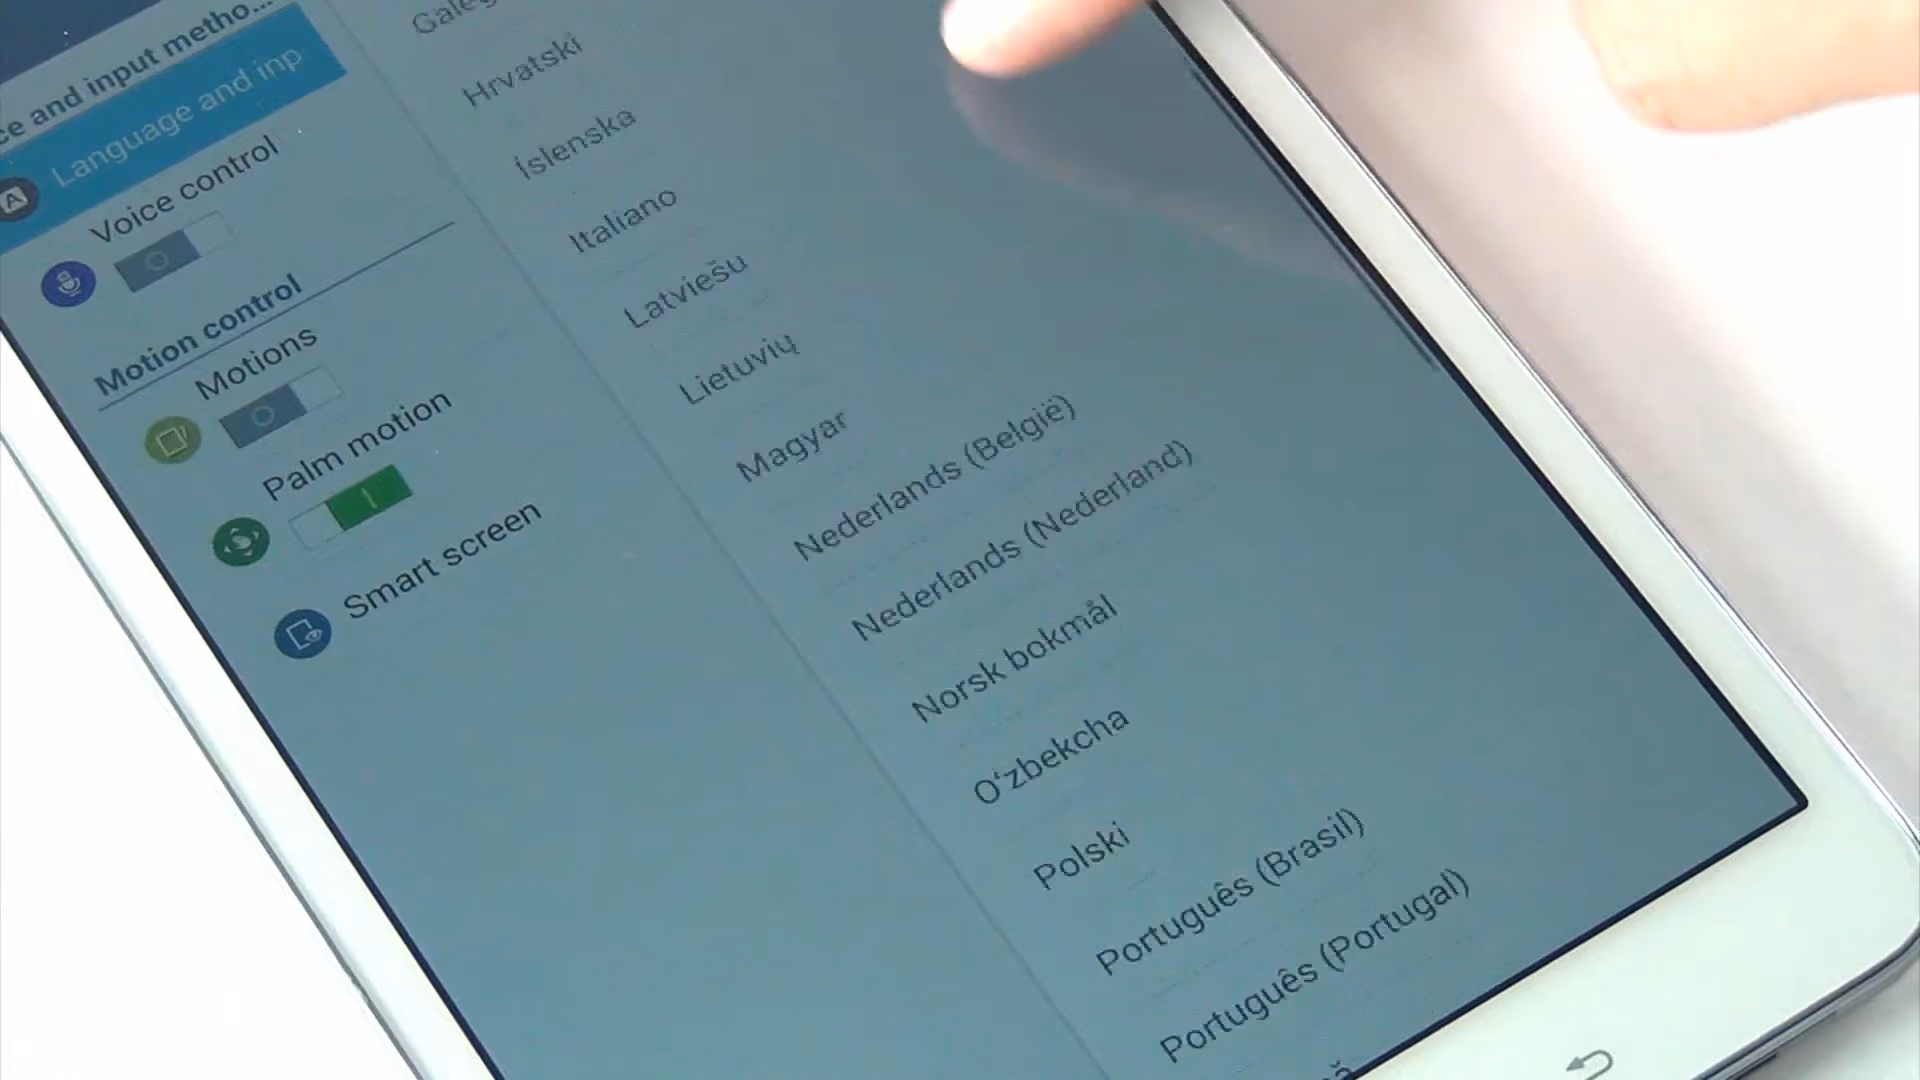 ce and input metho...
Language and inp
Voice control
Motion control
Motions
Palm motion
Smart screen
Hrvatski
Íslenska
Italiano
Latviešu
Lietuvių
Magyar
Nederlands (België)
Nederlands (Nederland)
Norsk bokmål
O‘zbekcha
Polski
Português (Brasil)
Português (Portugal)